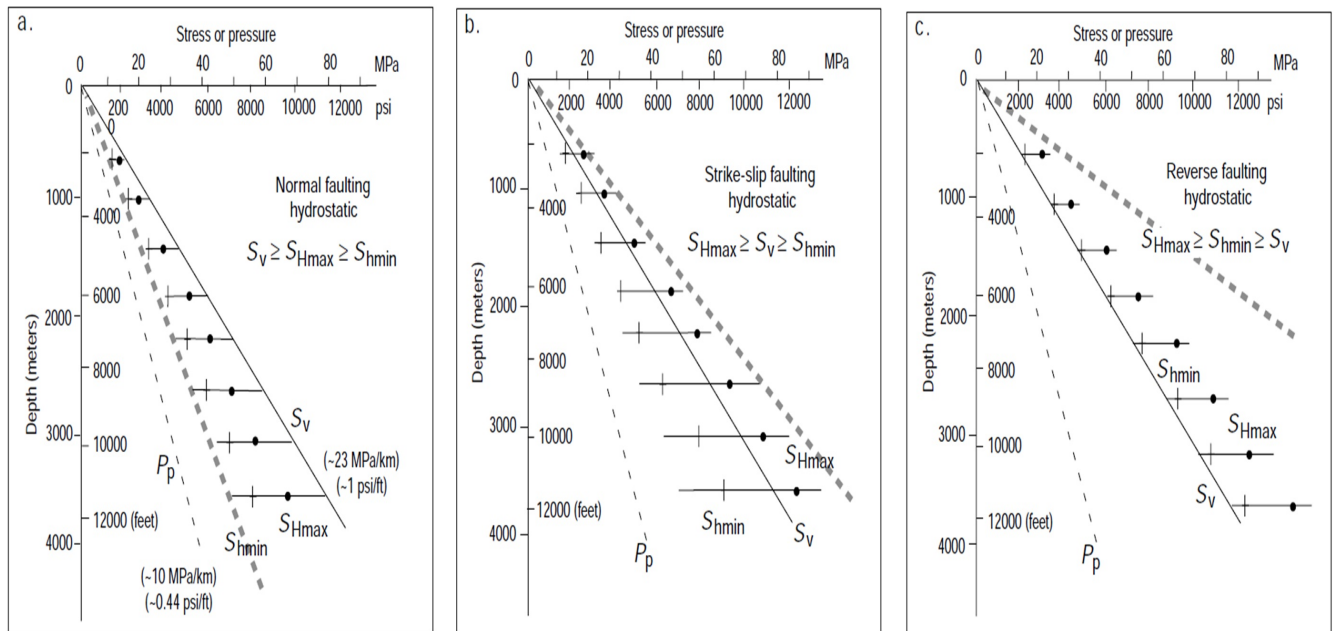 a.
Stress or pressure
0 20 40 60 80 MPa
0
200 4000 6000 8000 10000 12000 psi
0
Normal faulting
hydrostatic
Sv ≥ SHmax ≥ Shmin
1000
4000
6000
2000
8000
3000
10000
12000 (feet)
4000
Depth (meters)
Pp
Sv
(~23 MPa/km)
(~1 psi/ft)
SHmax
Shmin
(~10 MPa/km)
(~0.44 psi/ft)
b.
Stress or pressure
0 20 40 60 80 MPa
0
2000 4000 6000 8000 10000 12000
Strike-slip faulting
hydrostatic
SHmax ≥ Sv ≥ Shmin
1000
4000
6000
2000
8000
3000
10000
12000 (feet)
4000
Depth (meters)
SHmax
Shmin
Sv
Pp
c.
Stress or pressure
0 20 40 60 80 MPa
0
2000 4000 6000 8000 10000 12000 psi
Reverse faulting
hydrostatic
SHmax ≥ Shmin ≥ Sv
1000
4000
6000
2000
8000
3000
10000
12000 (feet)
4000
Depth (meters)
Shmin
SHmax
Sv
Pp